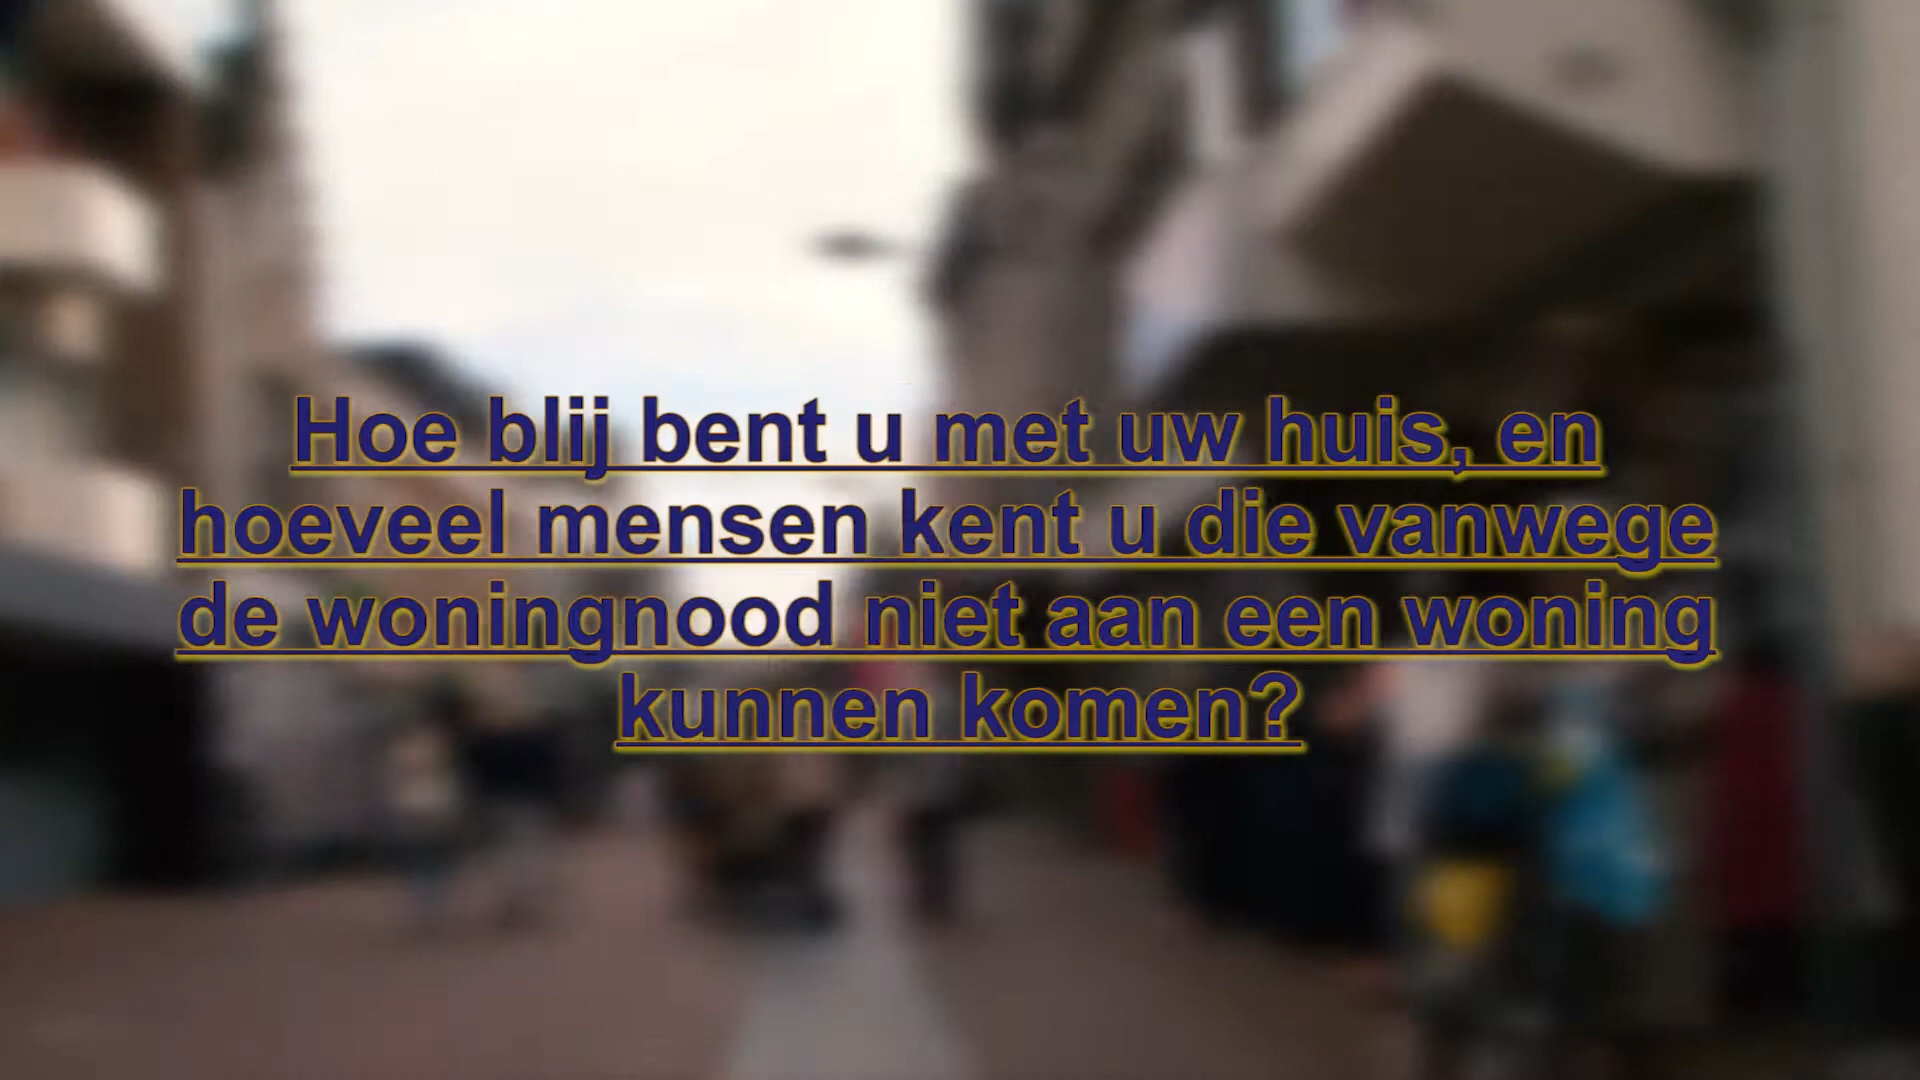 Hoe blij bent u met uw huis, en
hoeveel mensen kent u die vanwege
de woningnood niet aan een woning
kunnen komen?